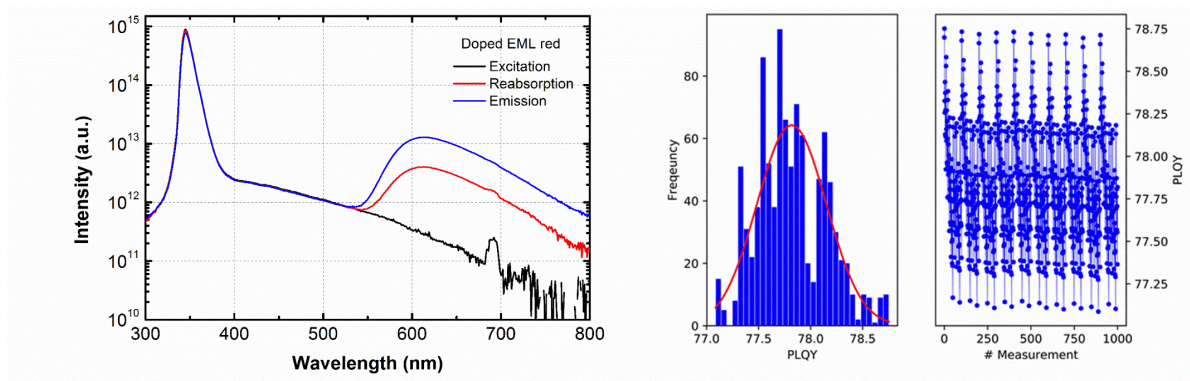 Doped EML red
Excitation
Reabsorption
Emission
Intensity (a.u.)
10^15
10^14
10^13
10^12
10^11
10^10
300 400 500 600 700 800
Wavelength (nm)
Frequency
80
60
40
20
0
77.0 77.5 78.0 78.5
PLQY
78.75
78.50
78.25
78.00
77.75
77.50
77.25
PLQY
0 250 500 750 1000
# Measurement